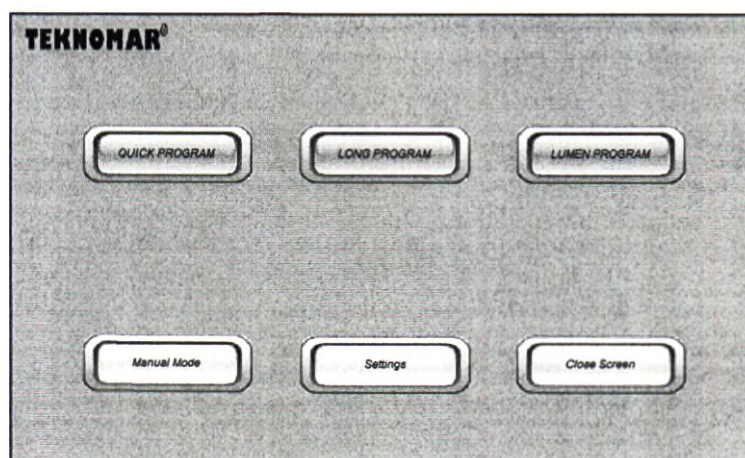 TEKNOMAR®
QUICK PROGRAM
LONG PROGRAM
LUMEN PROGRAM
Manual Mode
Settings
Close Screen